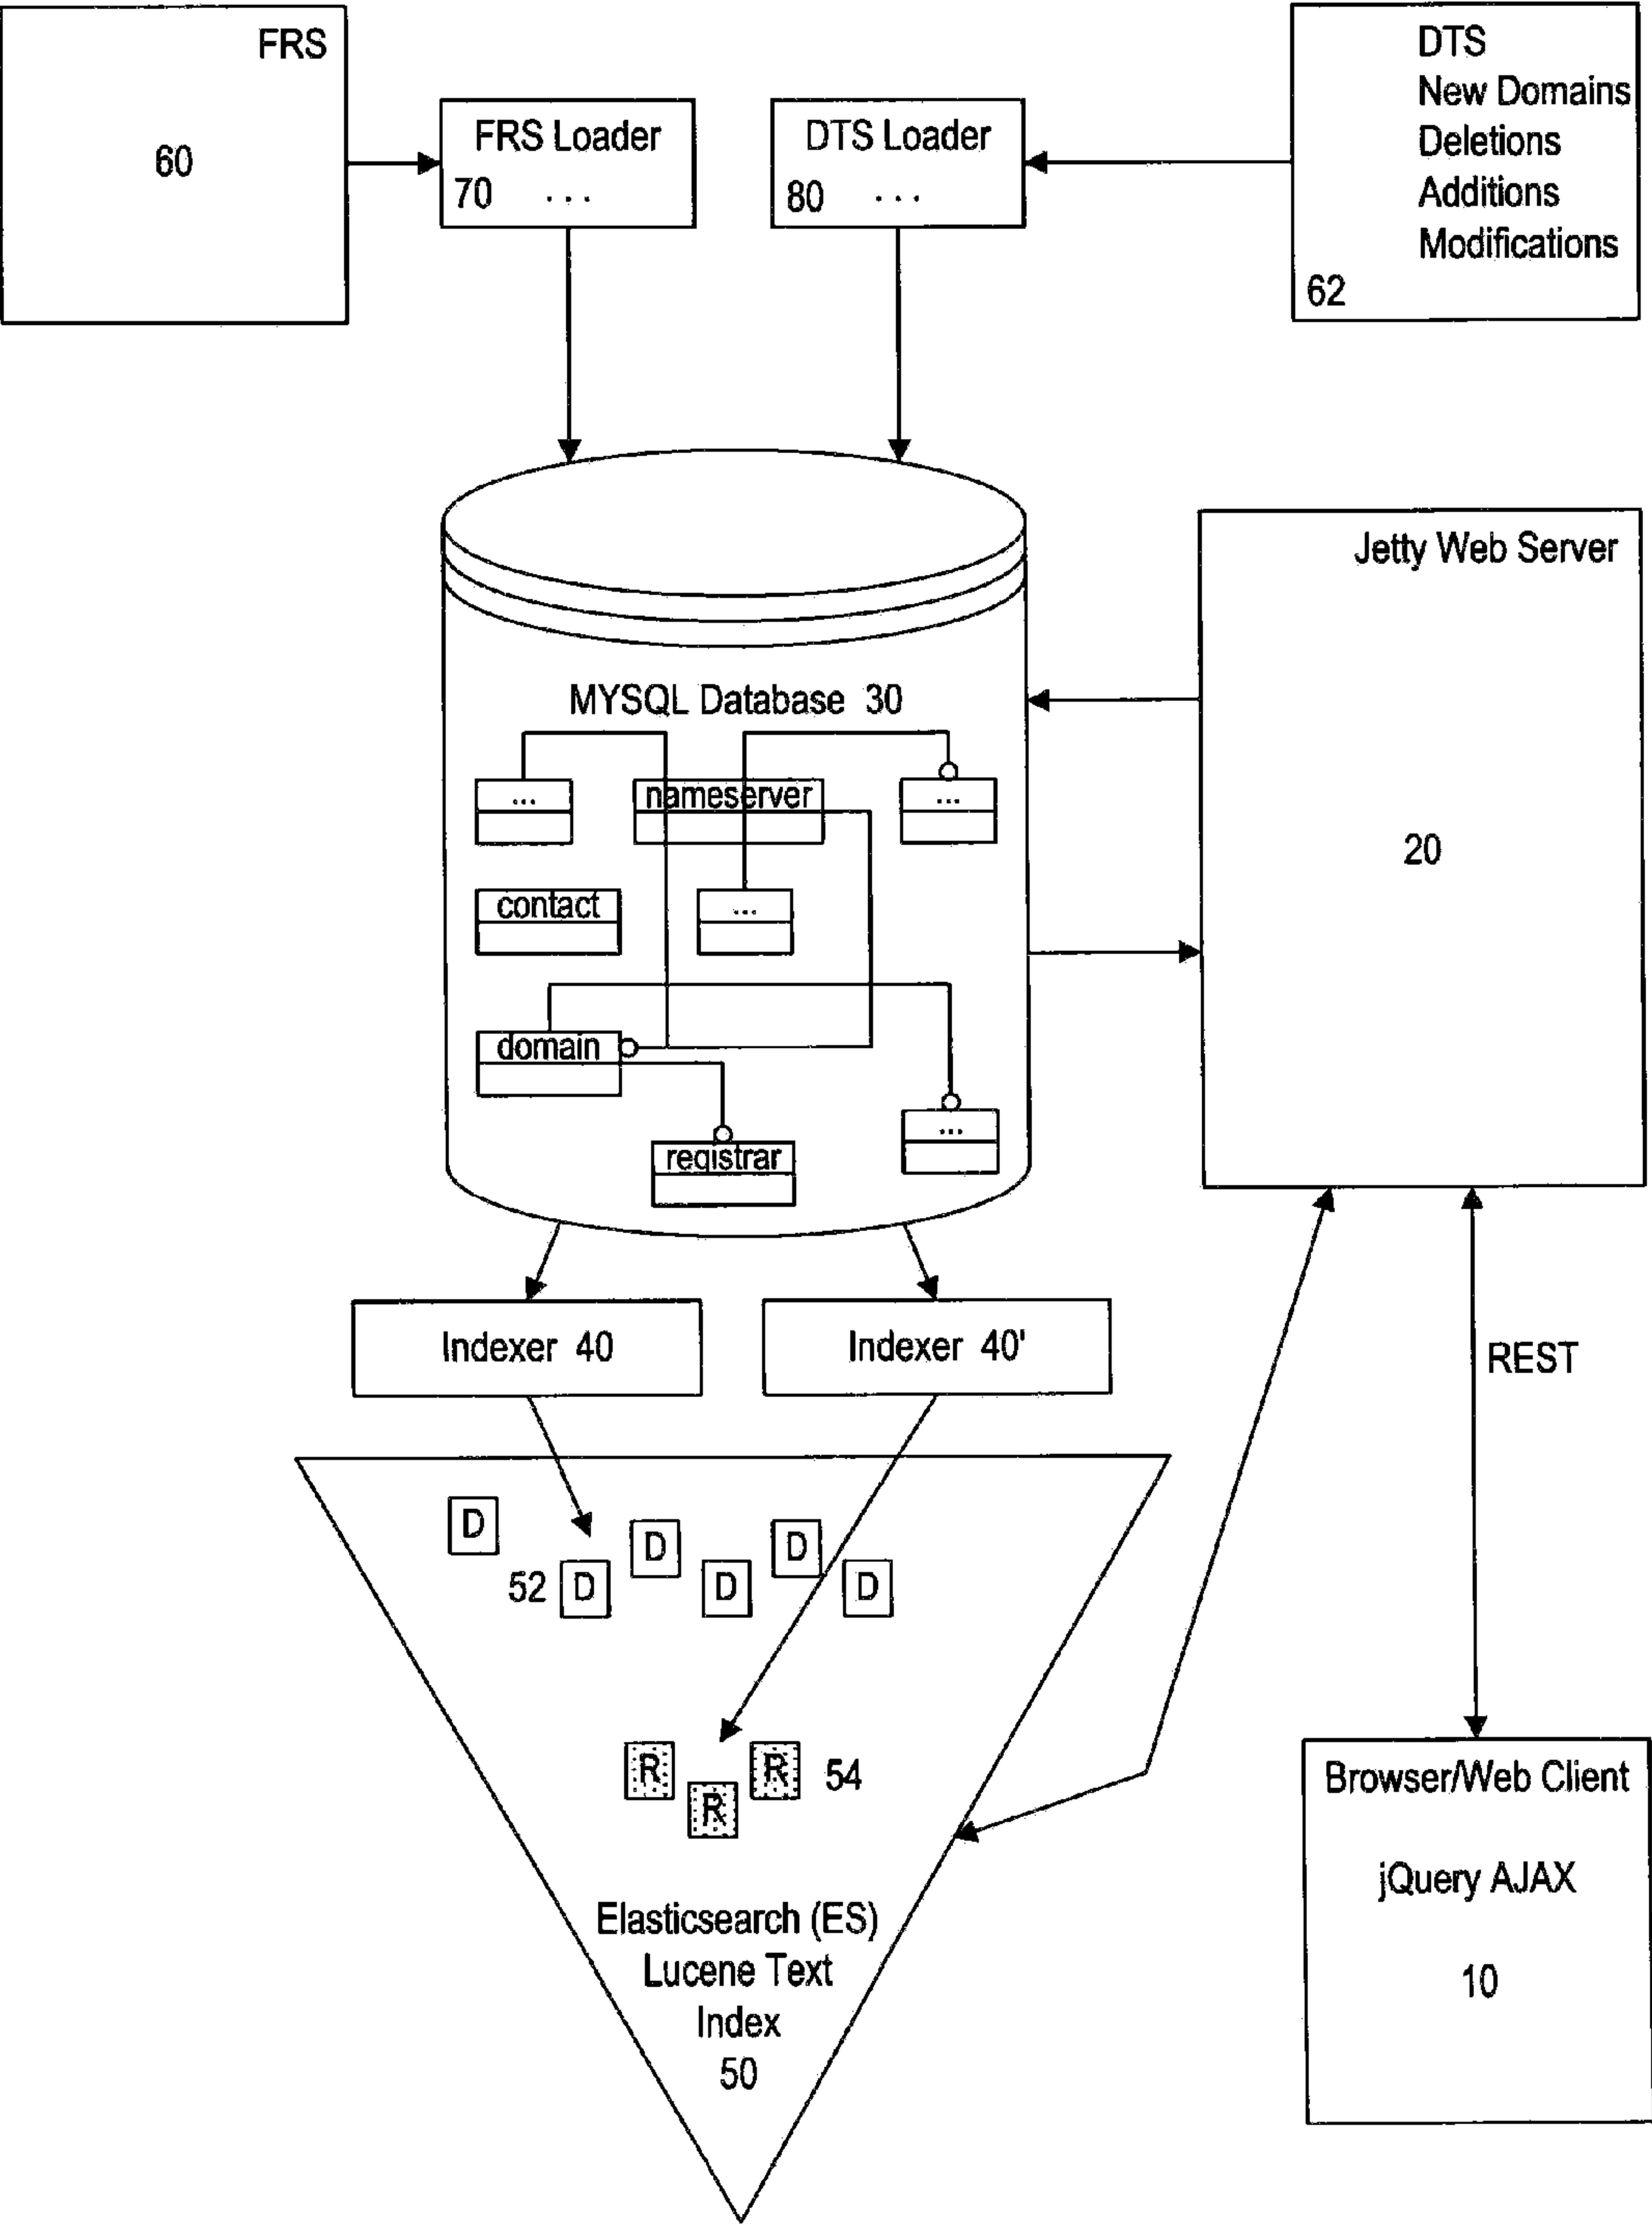 FRS
60
FRS Loader
70 ...
DTS Loader
80 ...
DTS
New Domains
Deletions
Additions
Modifications
62
MYSQL Database 30
...
nameserver
...
contact
...
domain
...
registrar
Jetty Web Server
20
Indexer 40
Indexer 40'
REST
D
D
D
52 D
D
D
R
R
54
R
Elasticsearch (ES)
Lucene Text
Index
50
Browser/Web Client
jQuery AJAX
10